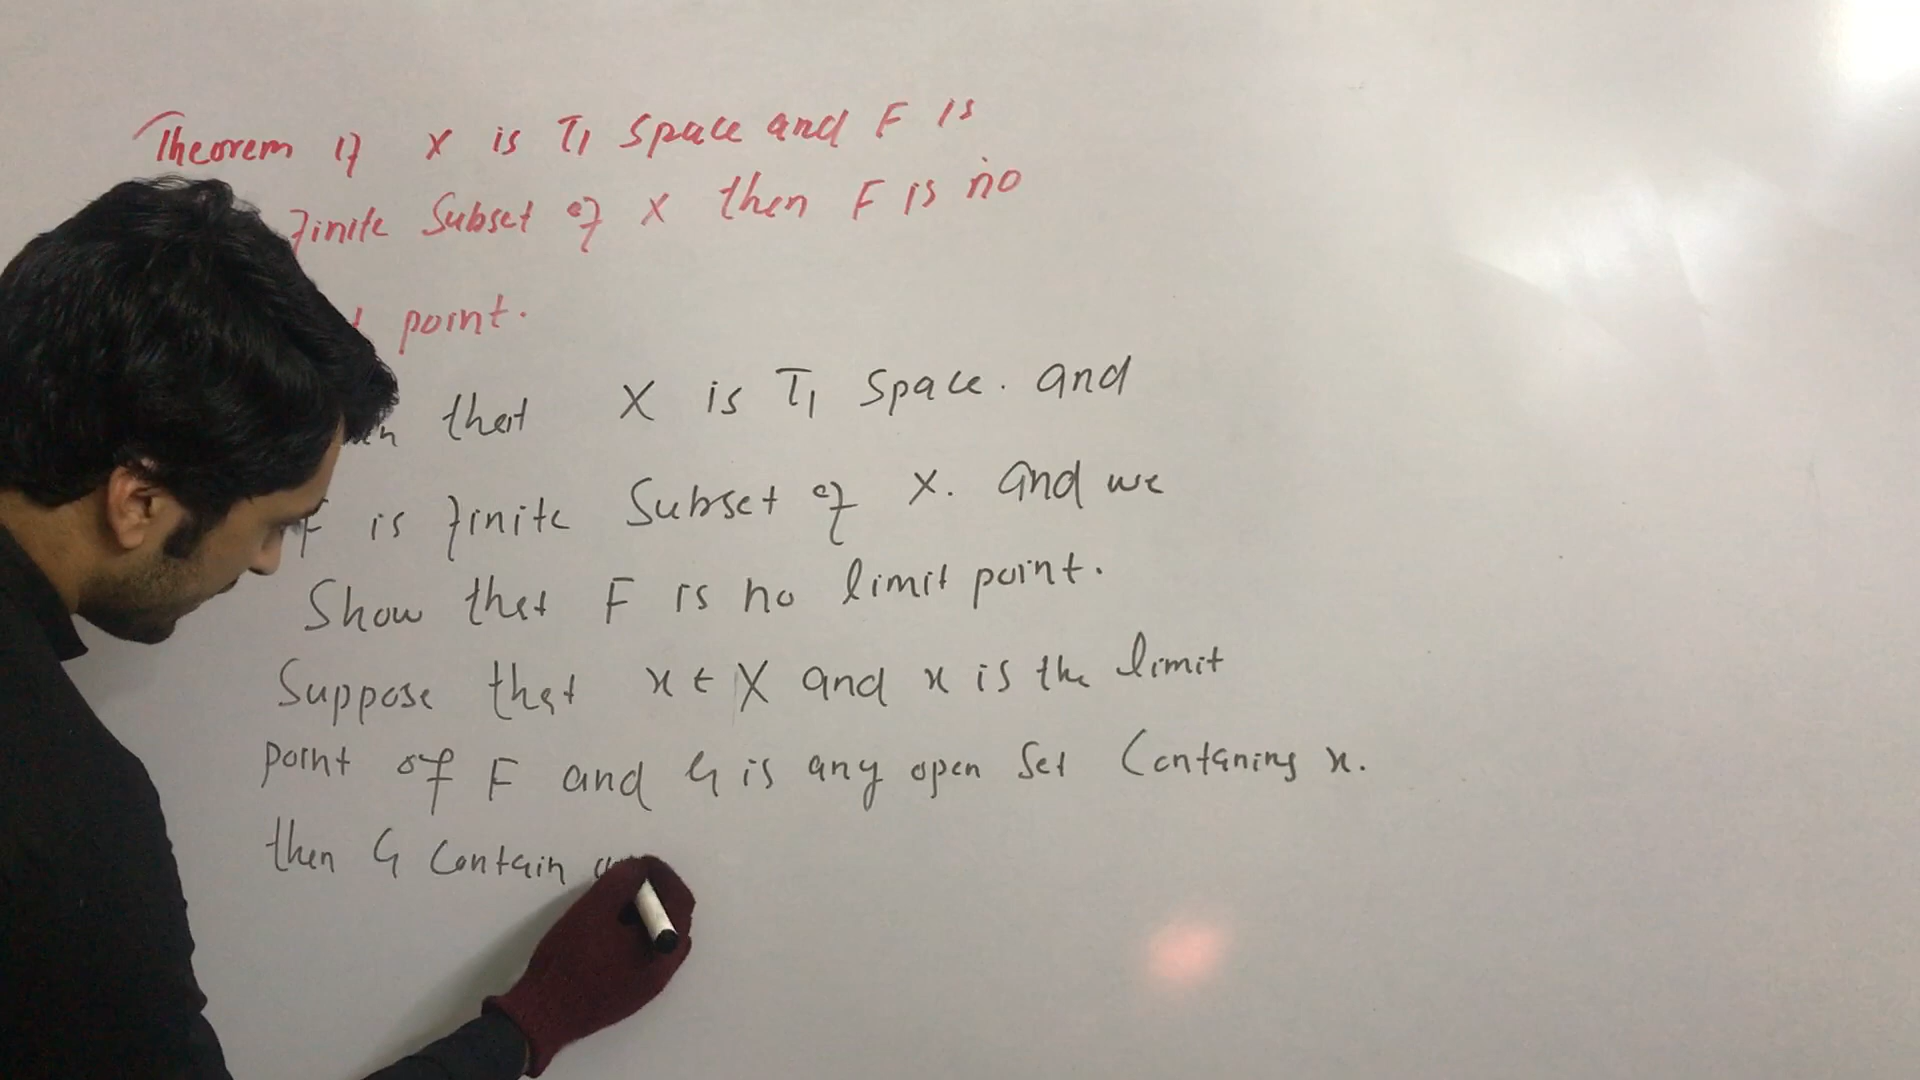 Theorem If X is T1 Space and F is
finite Subset of X then F is no
point.
that X is T1 Space. and
F is finite Subset of X. and we
Show that F is no limit point.
Suppose that x ∈ X and x is the limit
point of F and G is any open Set Contaning x.
then G Contain